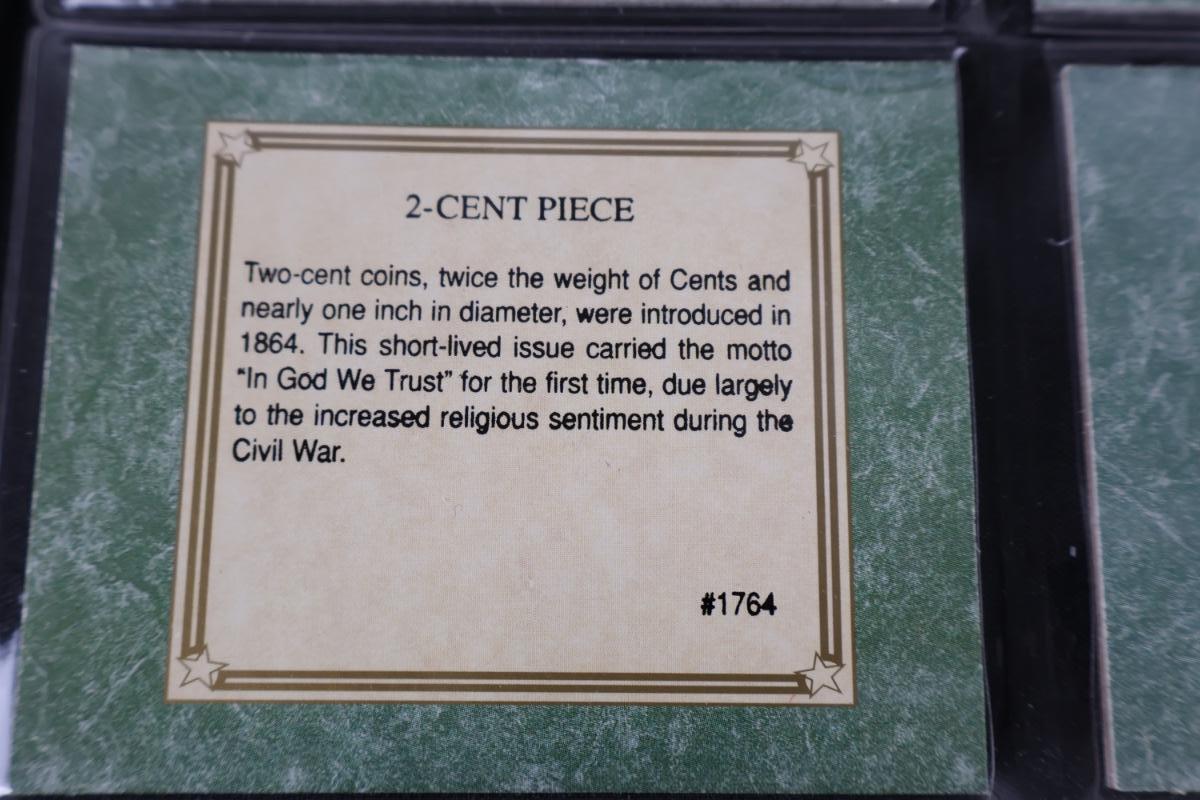 2-CENT PIECE
Two-cent coins, twice the weight of Cents and
nearly one inch in diameter, were introduced in
1864. This short-lived issue carried the motto
"In God We Trust" for the first time, due largely
to the increased religious sentiment during the
Civil War.
#1764